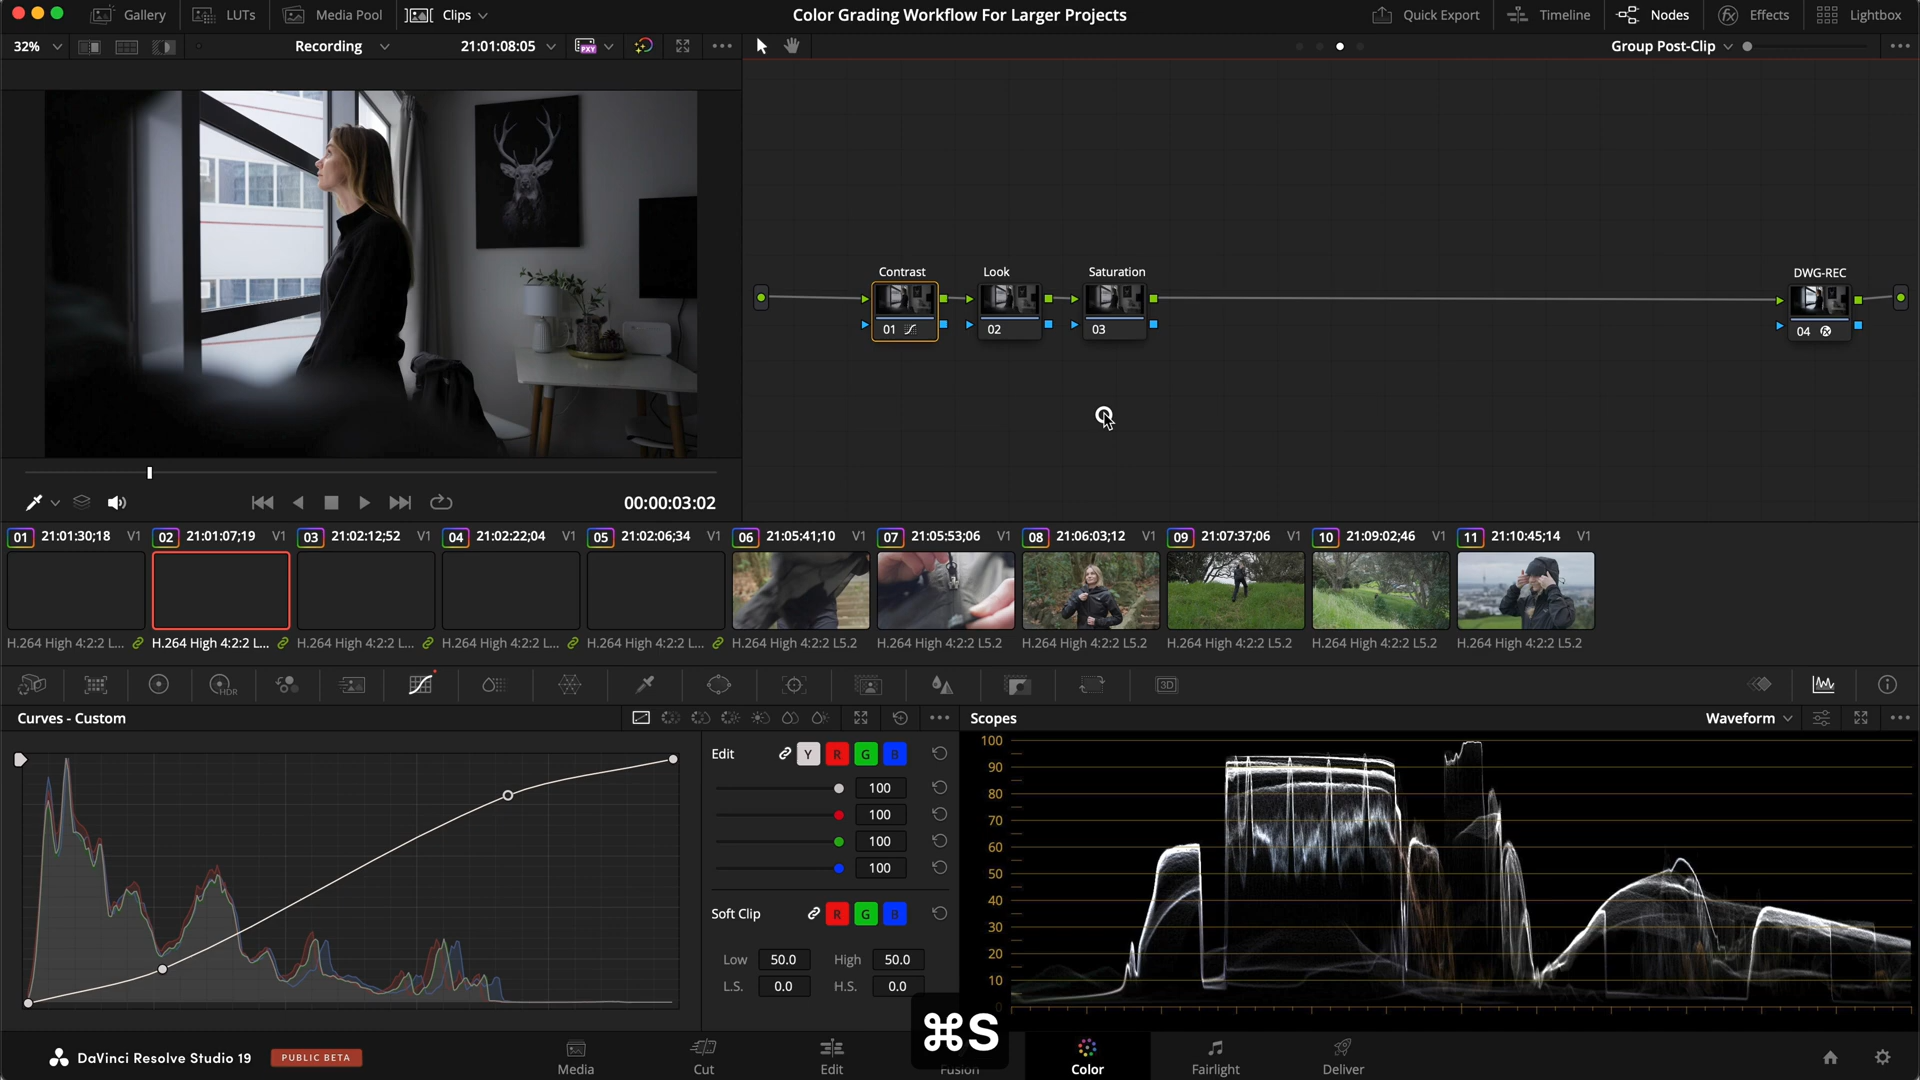 Gallery LUTs Media Pool Clips Color Grading Workflow For Larger Projects Quick Export Timeline Nodes Effects Lightbox
32% Recording 21:01:08:05 PXY Group Post-Clip
Contrast Look Saturation DWG-REC
01 02 03 04
00:00:03:02
01 21:01:30;18 V1 02 21:01:07;19 V1 03 21:02:12;52 V1 04 21:02:22;04 V1 05 21:02:06;34 V1 06 21:05:41;10 V1 07 21:05:53;06 V1 08 21:06:03;12 V1 09 21:07:37;06 V1 10 21:09:02;46 V1 11 21:10:45;14 V1
H.264 High 4:2:2 L... H.264 High 4:2:2 L... H.264 High 4:2:2 L... H.264 High 4:2:2 L... H.264 High 4:2:2 L... H.264 High 4:2:2 L5.2 H.264 High 4:2:2 L5.2 H.264 High 4:2:2 L5.2 H.264 High 4:2:2 L5.2 H.264 High 4:2:2 L5.2 H.264 High 4:2:2 L5.2
HDR 3D
Curves - Custom Scopes Waveform
Edit Y R G B
100
100
100
100
Soft Clip R G B
Low 50.0 High 50.0
L.S. 0.0 H.S. 0.0
100
90
80
70
60
50
40
30
20
10
0
⌘S
DaVinci Resolve Studio 19 PUBLIC BETA
Media Cut Edit Fusion Color Fairlight Deliver